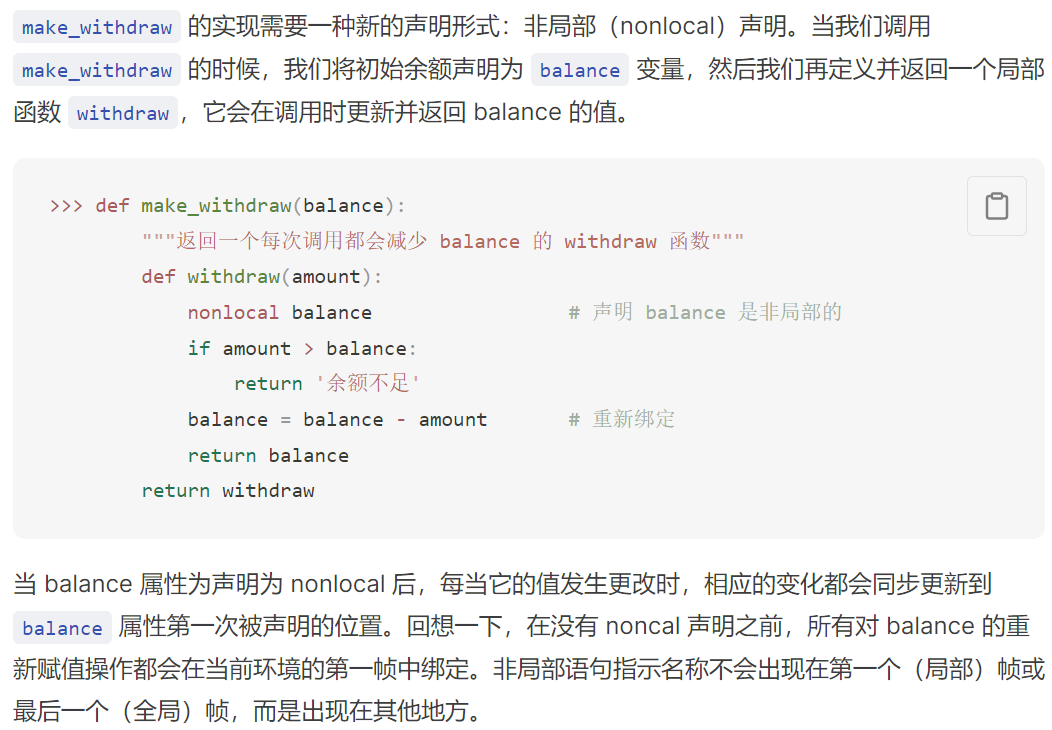 make_withdraw 的实现需要一种新的声明形式：非局部（nonlocal）声明。当我们调用
make_withdraw 的时候，我们将初始余额声明为 balance 变量，然后我们再定义并返回一个局部
函数 withdraw，它会在调用时更新并返回 balance 的值。
>>> def make_withdraw(balance):
        """返回一个每次调用都会减少 balance 的 withdraw 函数"""
        def withdraw(amount):
            nonlocal balance                 # 声明 balance 是非局部的
            if amount > balance:
                return '余额不足'
            balance = balance - amount       # 重新绑定
            return balance
        return withdraw
当 balance 属性为声明为 nonlocal 后，每当它的值发生更改时，相应的变化都会同步更新到
balance 属性第一次被声明的位置。回想一下，在没有 noncal 声明之前，所有对 balance 的重
新赋值操作都会在当前环境的第一帧中绑定。非局部语句指示名称不会出现在第一个（局部）帧或
最后一个（全局）帧，而是出现在其他地方。